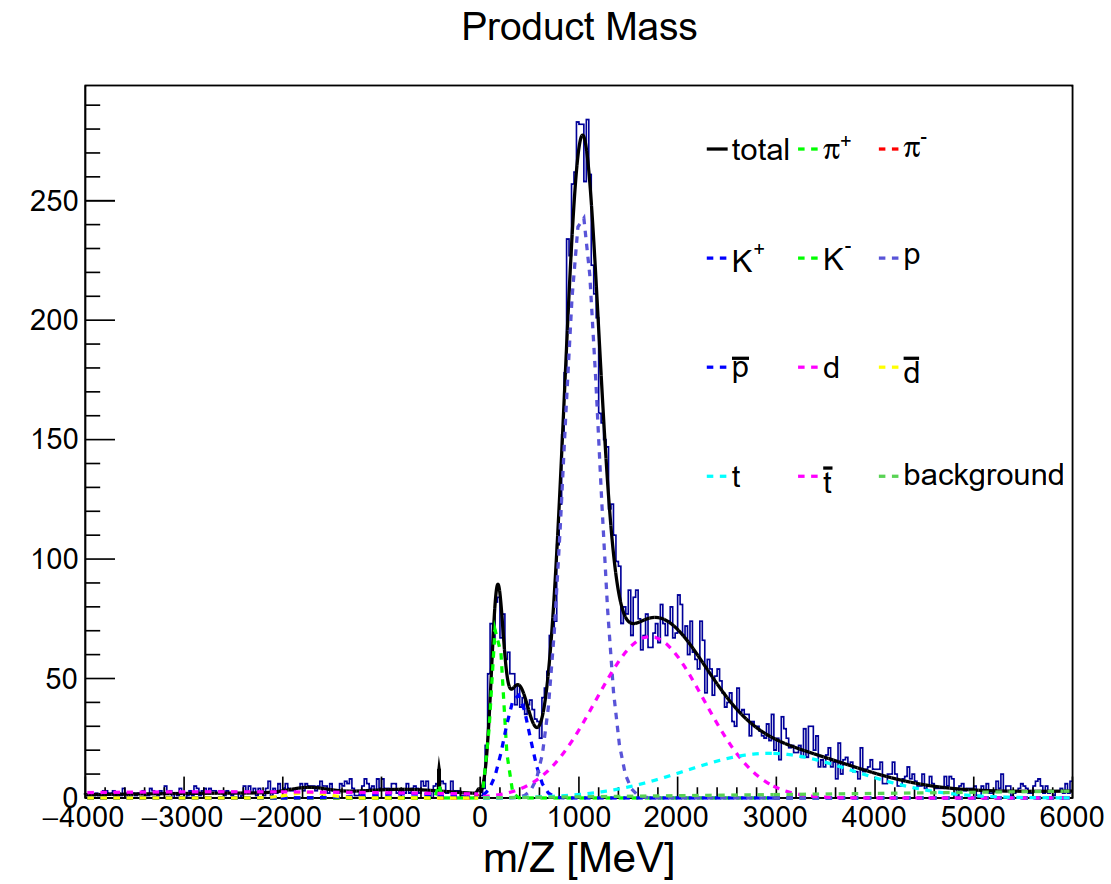 Product Mass
total π+ π-
K+ K- p
p̅ d d̅
t t̅ background
250
200
150
100
50
0
−4000 −3000 −2000 −1000 0 1000 2000 3000 4000 5000 6000
m/Z [MeV]